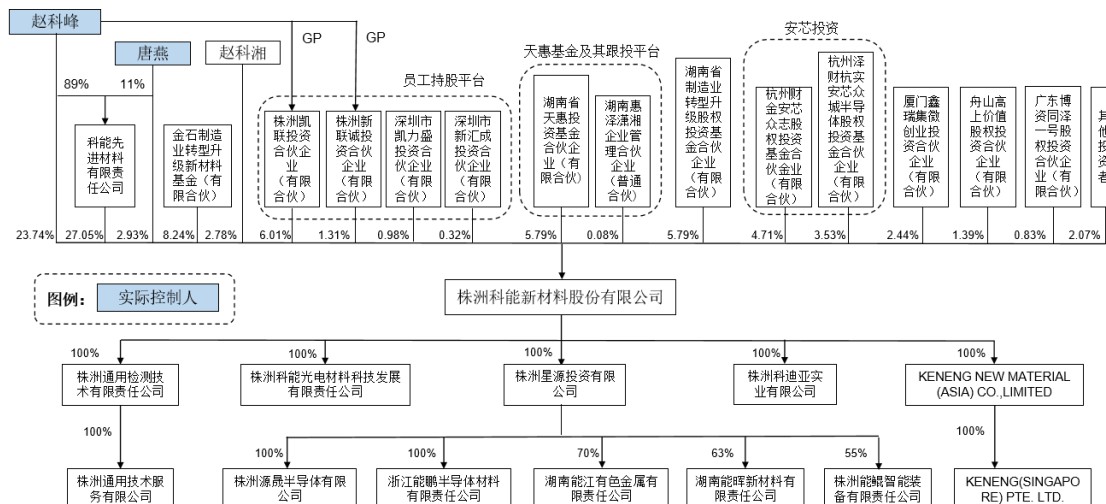 赵科峰
唐燕
赵科湘
GP
GP
89%
11%
员工持股平台
天惠基金及其跟投平台
安芯投资
科能先
进材料
有限责
任公司
金石制造
业转型升
级新材料
基金（有
限合伙）
株洲凯
联投资
合伙企
业
（有限
合伙）
株洲新
联诚投
资合伙
企业
（有限
合伙）
深圳市
凯力盛
投资合
伙企业
（有限
合伙）
深圳市
新汇成
投资合
伙企业
（有限
合伙）
湖南省
天惠投
资基金
合伙企
业（有
限合伙）
湖南惠
泽潇湘
企业管
理合伙
企业
（普通
合伙）
湖南省
制造业
转型升
级股权
投资基
金合伙
企业
（有限
合伙）
杭州财
金安芯
众志股
权投资
基金合
伙企业
（有限
合伙）
杭州泽
财杭实
安芯众
城半导
体股权
投资基
金合伙
企业
（有限
合伙）
厦门鑫
瑞集微
创业投
资合伙
企业
（有限
合伙）
舟山高
上价值
股权投
资合伙
企业
（有限
合伙）
广东博
资同泽
一号股
权投资
合伙企
业（有
限合伙）
其
他
投
资
者
23.74%
27.05%
2.93%
8.24%
2.78%
6.01%
1.31%
0.98%
0.32%
5.79%
0.08%
5.79%
4.71%
3.53%
2.44%
1.39%
0.83%
2.07%
图例：
实际控制人
株洲科能新材料股份有限公司
100%
100%
100%
100%
100%
株洲通用检测技
术有限责任公司
株洲科能光电材料科技发展
有限责任公司
株洲星源投资有限
公司
株洲科迪亚实
业有限公司
KENENG NEW MATERIAL
(ASIA) CO.,LIMITED
100%
100%
100%
70%
63%
55%
100%
株洲通用技术服
务有限公司
株洲源晟半导体有限公
司
浙江能鹏半导体材料
有限责任公司
湖南能江有色金属有
限责任公司
湖南能晖新材料有
限责任公司
株洲能鲲智能装
备有限责任公司
KENENG(SINGAPO
RE) PTE. LTD.